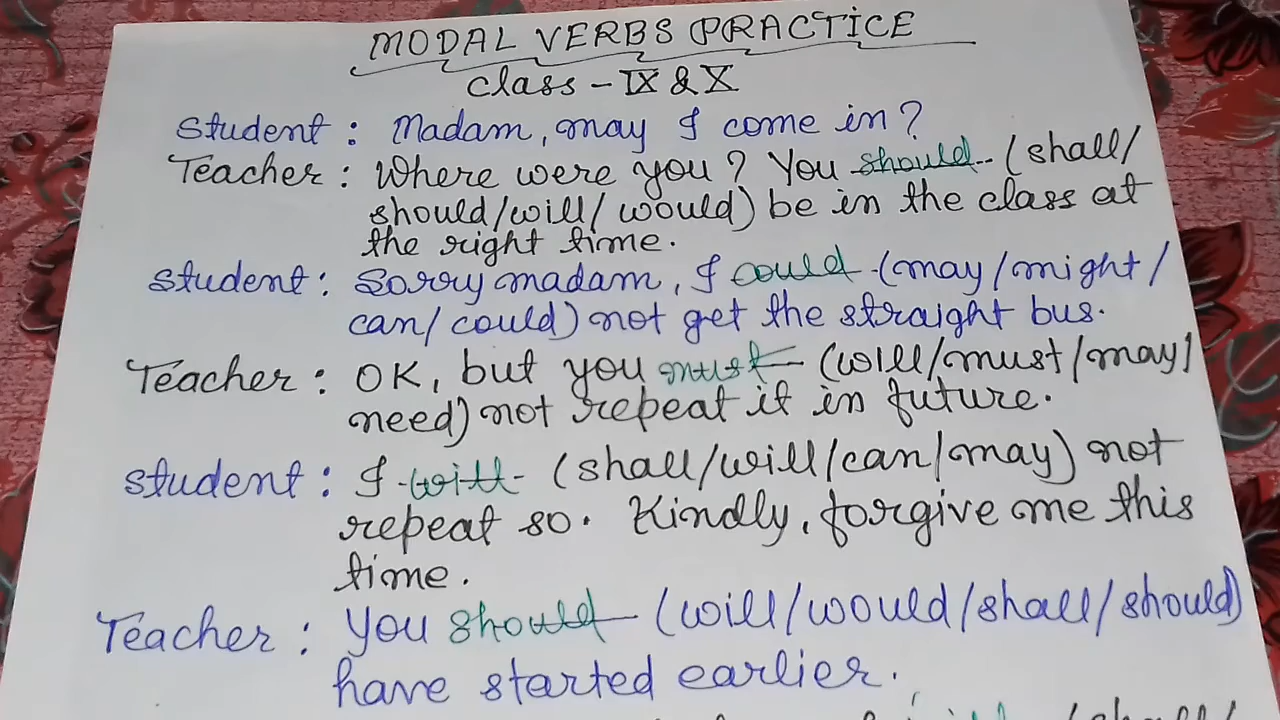 MODAL VERBS PRACTICE
Class - IX & X
Student : Madam, may I come in?
Teacher : Where were you? You should (shall/
should/will/would) be in the class at
the right time.
Student : Sorry madam, I could (may/might/
can/could) not get the straight bus.
Teacher : OK, but you must (will/must/may/
need) not repeat it in future.
Student : I will (shall/will/can/may) not
repeat so. Kindly, forgive me this
time.
Teacher : You should (will/would/shall/should)
have started earlier.